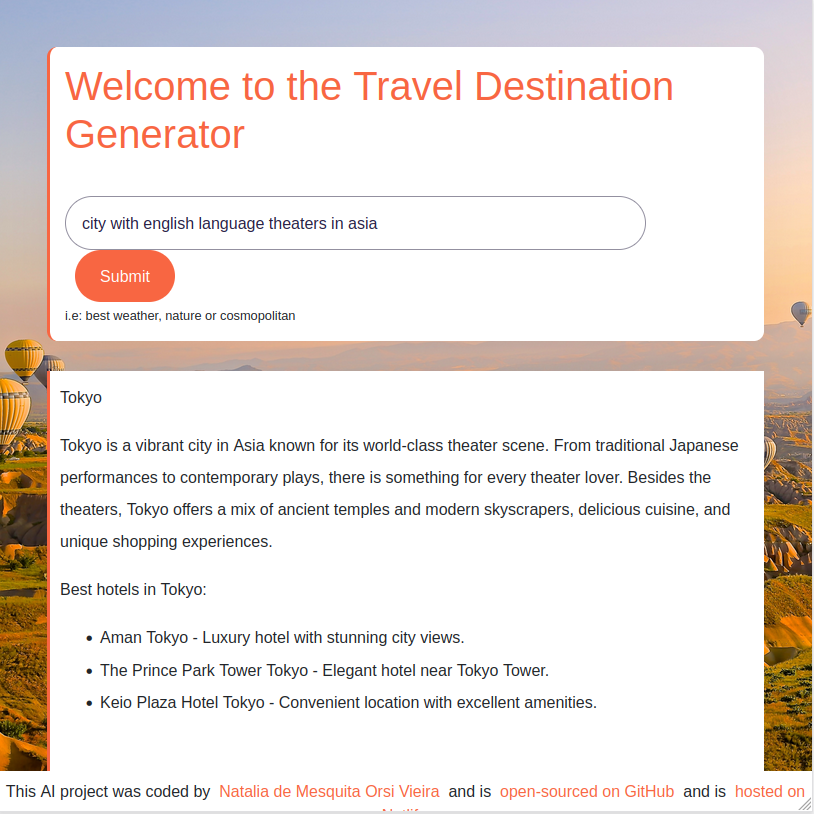 Welcome to the Travel Destination
Generator
city with english language theaters in asia
Submit
i.e: best weather, nature or cosmopolitan
Tokyo
Tokyo is a vibrant city in Asia known for its world-class theater scene. From traditional Japanese
performances to contemporary plays, there is something for every theater lover. Besides the
theaters, Tokyo offers a mix of ancient temples and modern skyscrapers, delicious cuisine, and
unique shopping experiences.
Best hotels in Tokyo:
• Aman Tokyo - Luxury hotel with stunning city views.
• The Prince Park Tower Tokyo - Elegant hotel near Tokyo Tower.
• Keio Plaza Hotel Tokyo - Convenient location with excellent amenities.
This AI project was coded by Natalia de Mesquita Orsi Vieira and is open-sourced on GitHub and is hosted on